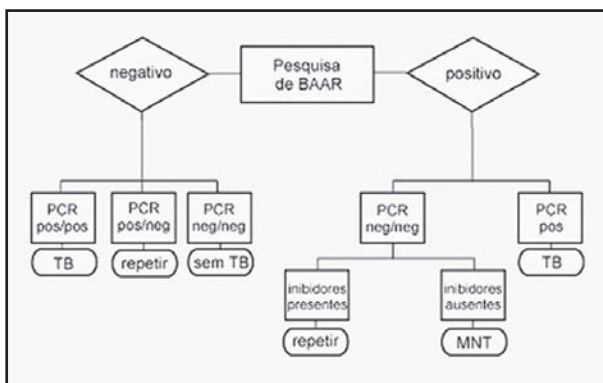 negativo
Pesquisa
de BAAR
positivo
PCR
pos/pos
PCR
pos/neg
PCR
neg/neg
PCR
neg/neg
PCR
pos
TB
repetir
sem TB
TB
inibidores
presentes
inibidores
ausentes
repetir
MNT